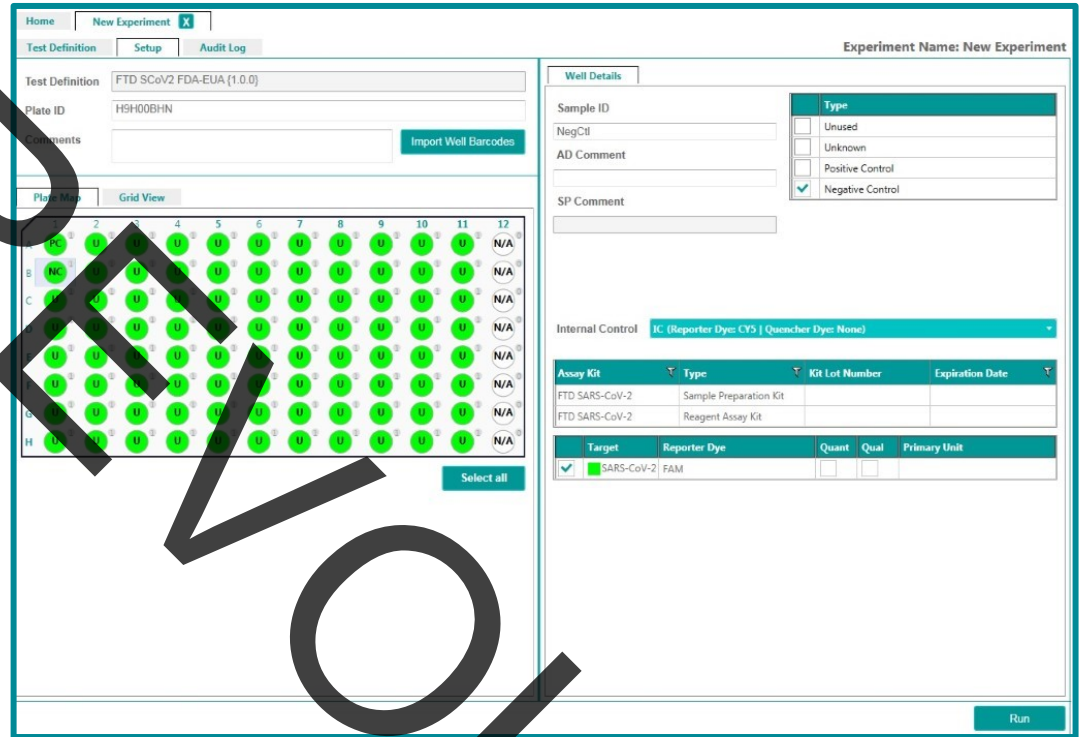 Home New Experiment X
Test Definition Setup Audit Log
Experiment Name: New Experiment
Test Definition FTD SCoV2 FDA-EUA {1.0.0}
Plate ID H9H00BHN
Comments
Import Well Barcodes
Plate Map Grid View
1 2 3 4 5 6 7 8 9 10 11 12
A PC U U U U U U U U U U N/A
B NC U U U U U U U U U U N/A
C U U U U U U U U U U U N/A
D U U U U U U U U U U U N/A
U U U U U U U U U U U N/A
U U U U U U U U U U U N/A
G U U U U U U U U U U U N/A
H U U U U U U U U U U U N/A
Select all
Well Details
Sample ID
NegCtl
AD Comment
SP Comment
Type
Unused
Unknown
Positive Control
Negative Control
Internal Control IC (Reporter Dye: CY5 | Quencher Dye: None)
Assay Kit Type Kit Lot Number Expiration Date
FTD SARS-CoV-2 Sample Preparation Kit
FTD SARS-CoV-2 Reagent Assay Kit
Target Reporter Dye Quant Qual Primary Unit
SARS-CoV-2 FAM
Run